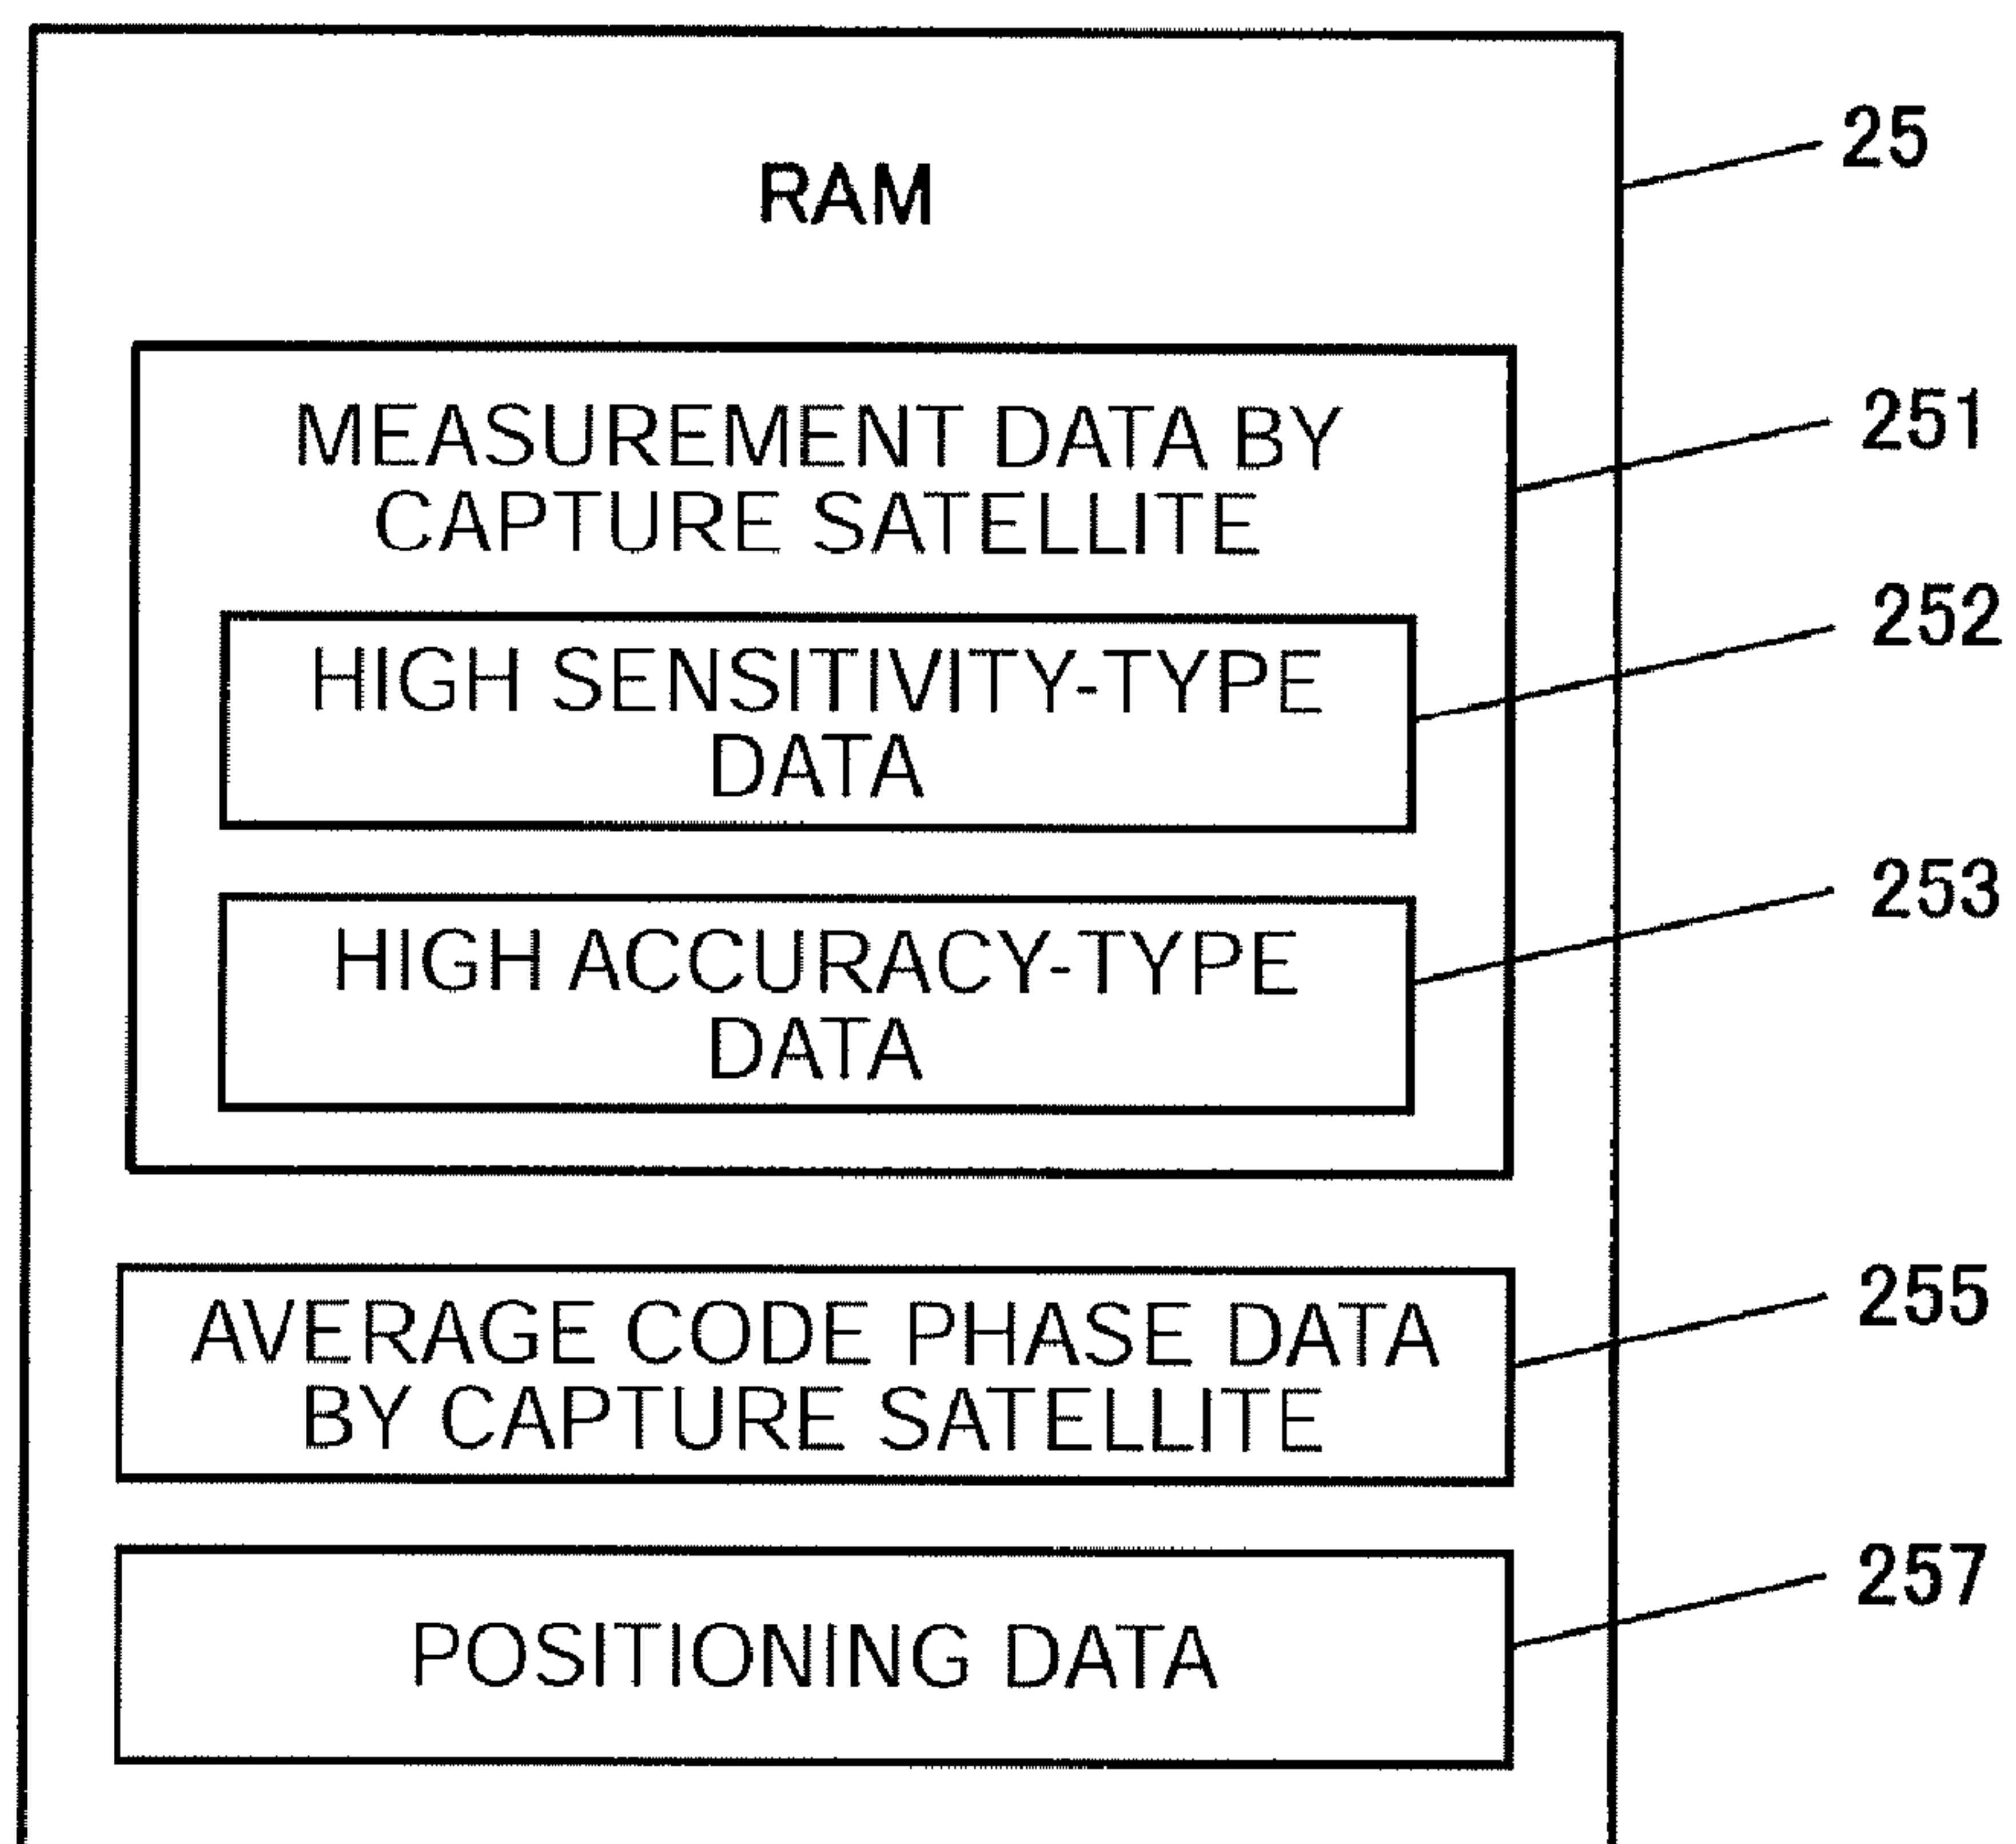 RAM
25
MEASUREMENT DATA BY
CAPTURE SATELLITE
251
HIGH SENSITIVITY-TYPE
DATA
252
HIGH ACCURACY-TYPE
DATA
253
AVERAGE CODE PHASE DATA
BY CAPTURE SATELLITE
255
POSITIONING DATA
257